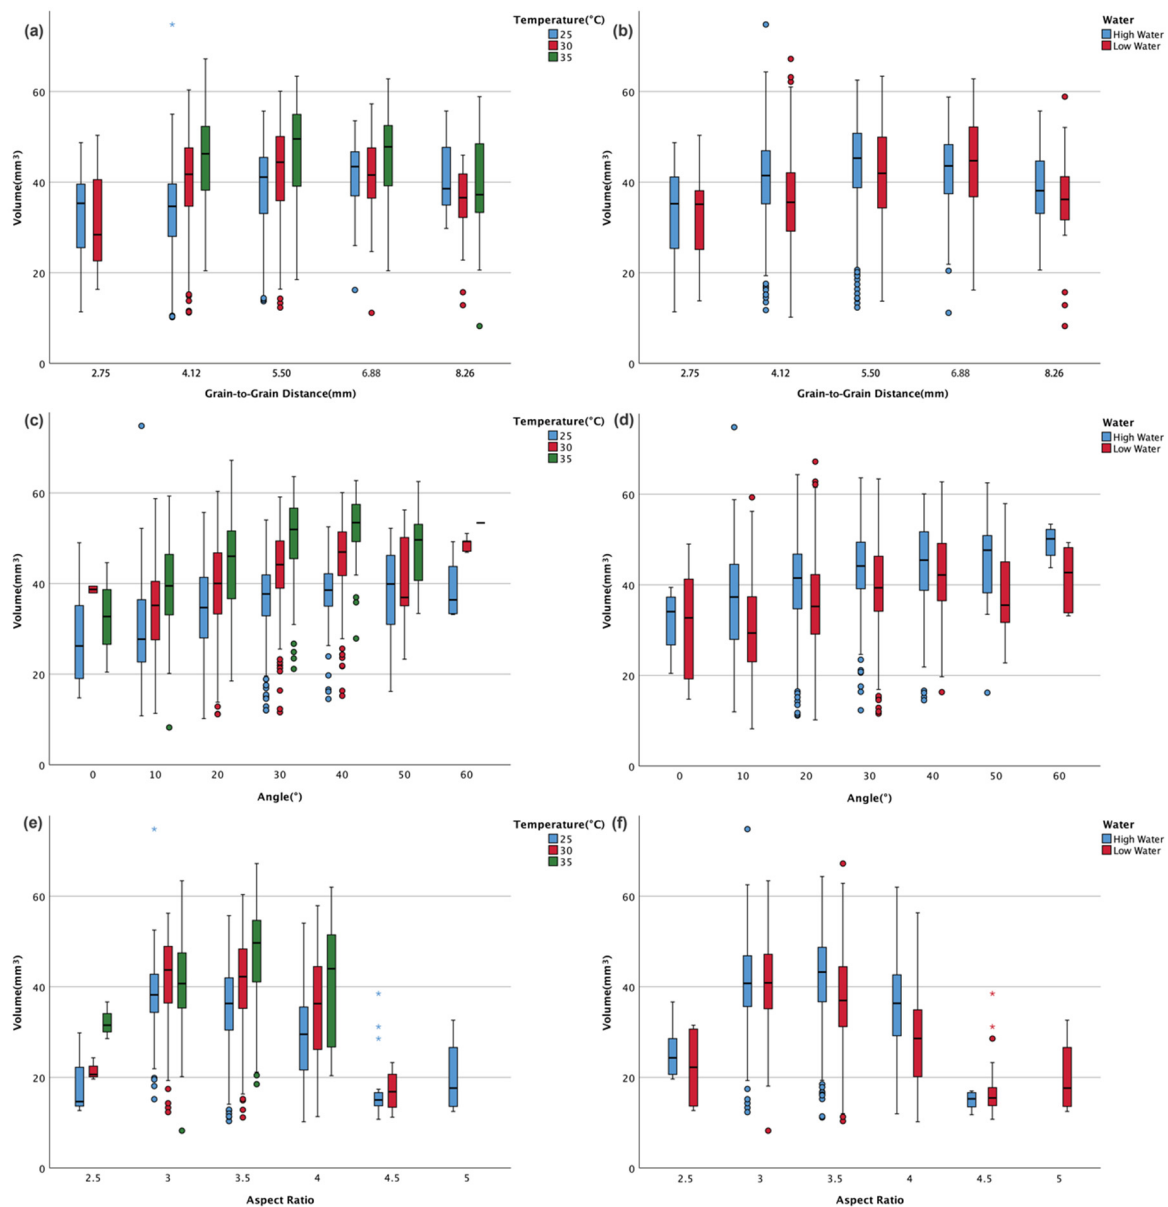 (a)
Temperature(°C)
25
30
35
Volume(mm³)
60
40
20
0
2.75 4.12 5.50 6.88 8.26
Grain-to-Grain Distance(mm)
(b)
Water
High Water
Low Water
Volume(mm³)
60
40
20
0
2.75 4.12 5.50 6.88 8.26
Grain-to-Grain Distance(mm)
(c)
Temperature(°C)
25
30
35
Volume(mm³)
60
40
20
0
0 10 20 30 40 50 60
Angle(°)
(d)
Water
High Water
Low Water
Volume(mm³)
60
40
20
0
0 10 20 30 40 50 60
Angle(°)
(e)
Temperature(°C)
25
30
35
Volume(mm³)
60
40
20
0
2.5 3 3.5 4 4.5 5
Aspect Ratio
(f)
Water
High Water
Low Water
Volume(mm³)
60
40
20
0
2.5 3 3.5 4 4.5 5
Aspect Ratio